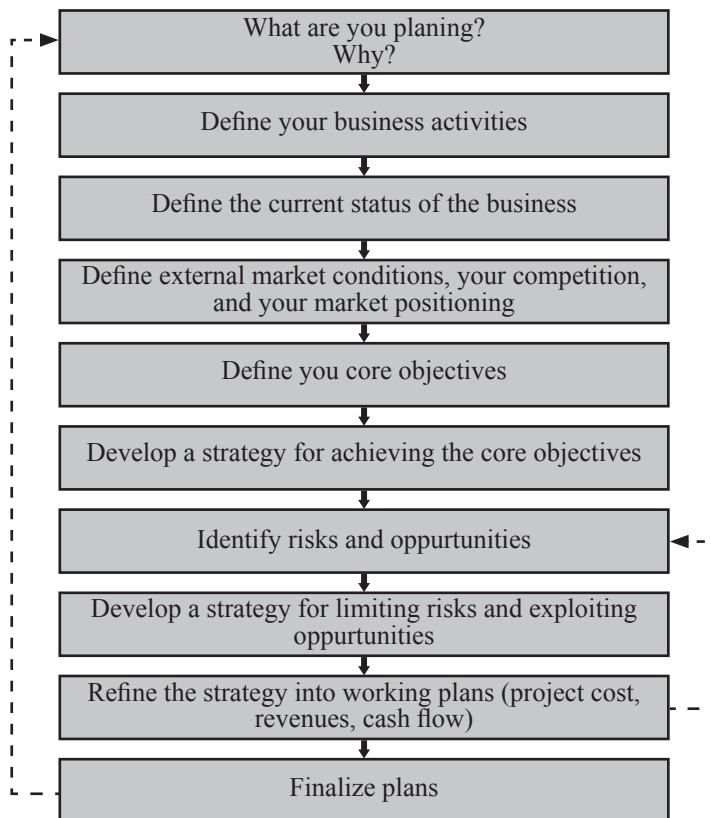 What are you planing?
Why?
Define your business activities
Define the current status of the business
Define external market conditions, your competition,
and your market positioning
Define you core objectives
Develop a strategy for achieving the core objectives
Identify risks and oppurtunities
Develop a strategy for limiting risks and exploiting
oppurtunities
Refine the strategy into working plans (project cost,
revenues, cash flow)
Finalize plans